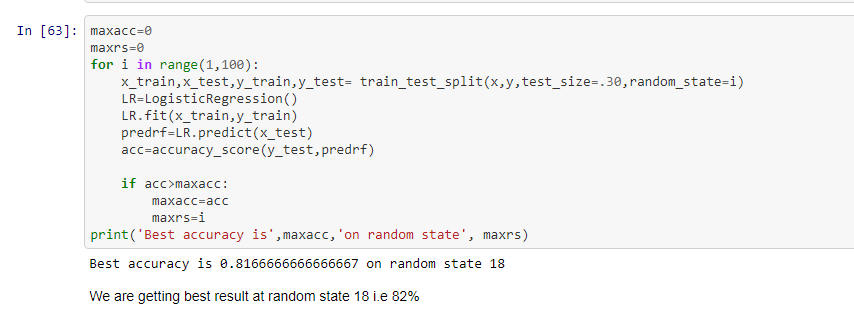 In [63]: maxacc=0
maxrs=0
for i in range(1,100):
    x_train,x_test,y_train,y_test= train_test_split(x,y,test_size=.30,random_state=i)
    LR=LogisticRegression()
    LR.fit(x_train,y_train)
    predrf=LR.predict(x_test)
    acc=accuracy_score(y_test,predrf)
    if acc>maxacc:
        maxacc=acc
        maxrs=i
print('Best accuracy is',maxacc,'on random state', maxrs)
Best accuracy is 0.8166666666666667 on random state 18
We are getting best result at random state 18 i.e 82%